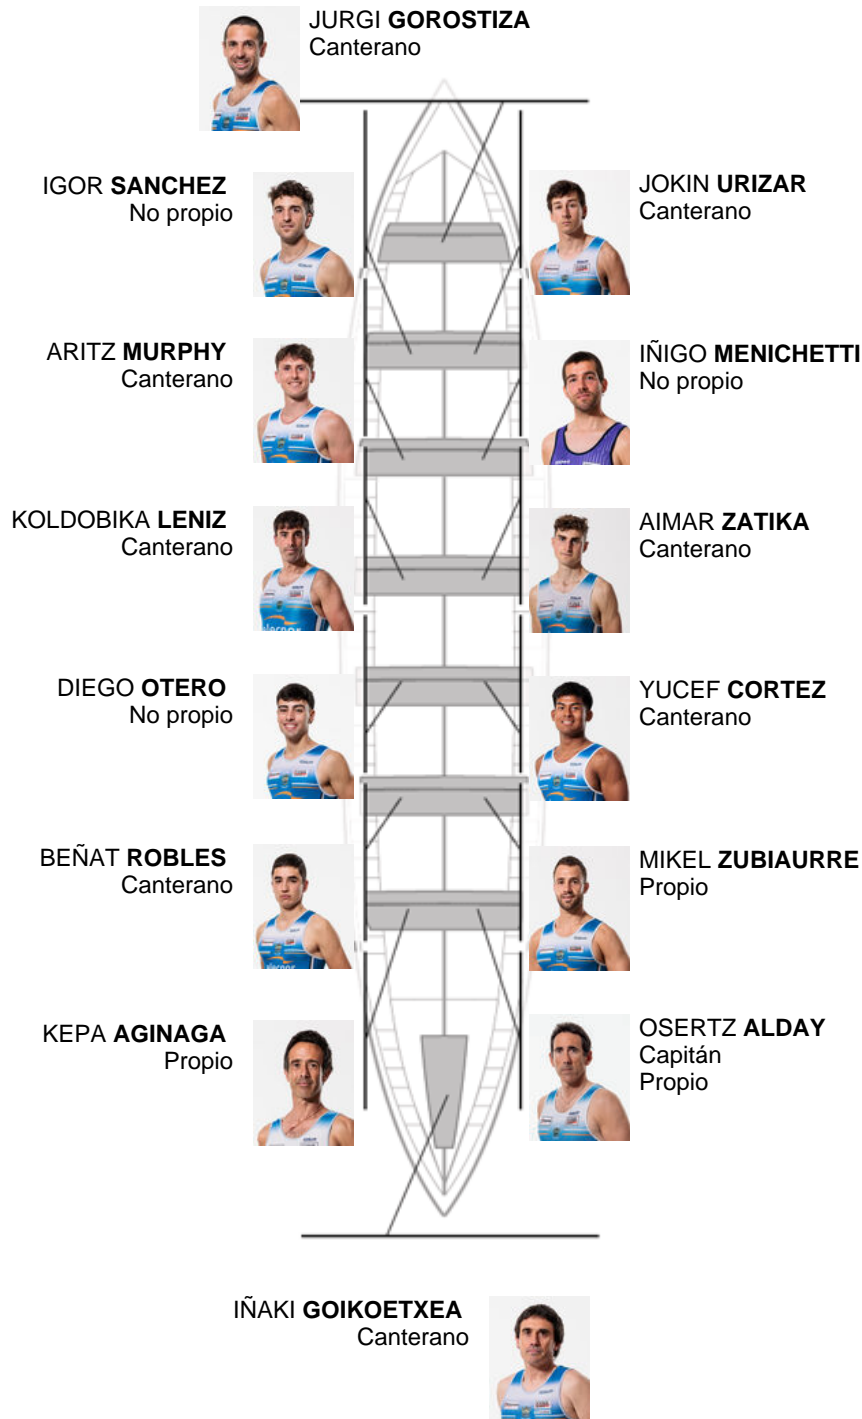 JURGI GOROSTIZA
Canterano
IGOR SANCHEZ
No propio
JOKIN URIZAR
Canterano
ARITZ MURPHY
Canterano
IÑIGO MENICHETTI
No propio
KOLDOBIKA LENIZ
Canterano
AIMAR ZATIKA
Canterano
DIEGO OTERO
No propio
YUCEF CORTEZ
Canterano
BEÑAT ROBLES
Canterano
MIKEL ZUBIAURRE
Propio
KEPA AGINAGA
Propio
OSERTZ ALDAY
Capitán
Propio
IÑAKI GOIKOETXEA
Canterano